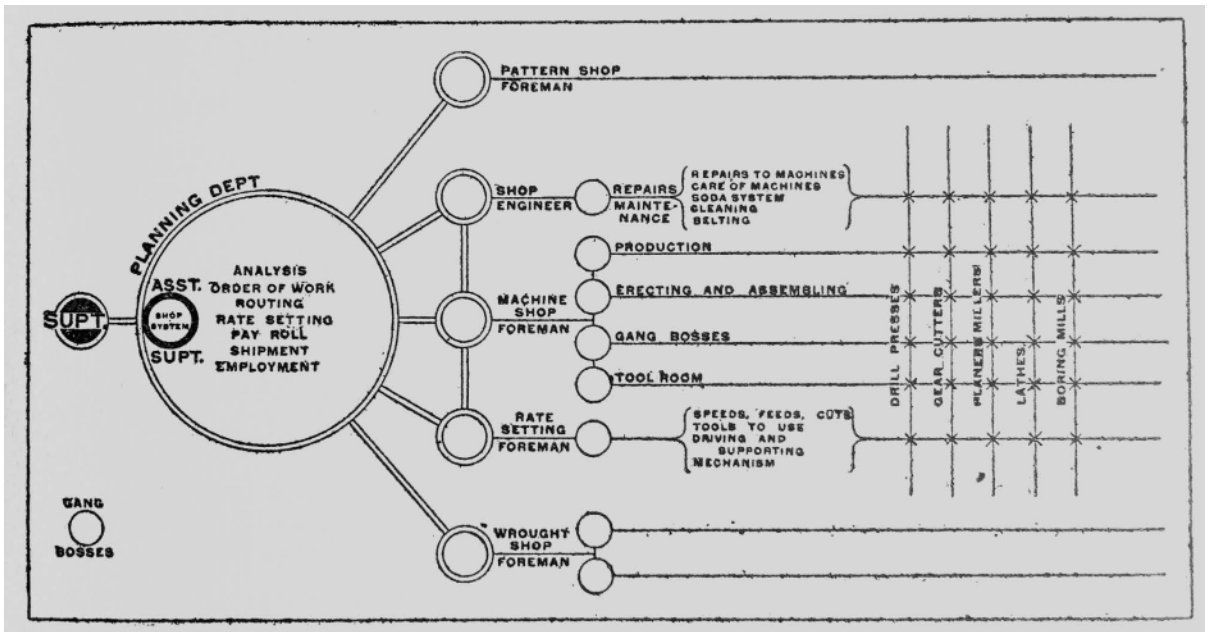 PATTERN SHOP
FOREMAN
PLANNING DEPT
SHOP
ENGINEER
REPAIRS
MAINTE-
NANCE
REPAIRS TO MACHINES
CARE OF MACHINES
SODA SYSTEM
CLEANING
BELTING
SUPT.
ASST.
SHOP
SYSTEM
SUPT.
ANALYSIS
ORDER OF WORK
ROUTING
RATE SETTING
PAY ROLL
SHIPMENT
EMPLOYMENT
MACHINE
SHOP
FOREMAN
PRODUCTION
ERECTING AND ASSEMBLING
GANG BOSSES
TOOL ROOM
DRILL PRESSES
GEAR CUTTERS
PLANERS MILLERS
LATHES
BORING MILLS
RATE
SETTING
FOREMAN
SPEEDS, FEEDS, CUTS
TOOLS TO USE
DRIVING AND
SUPPORTING
MECHANISM
GANG
BOSSES
WROUGHT
SHOP
FOREMAN